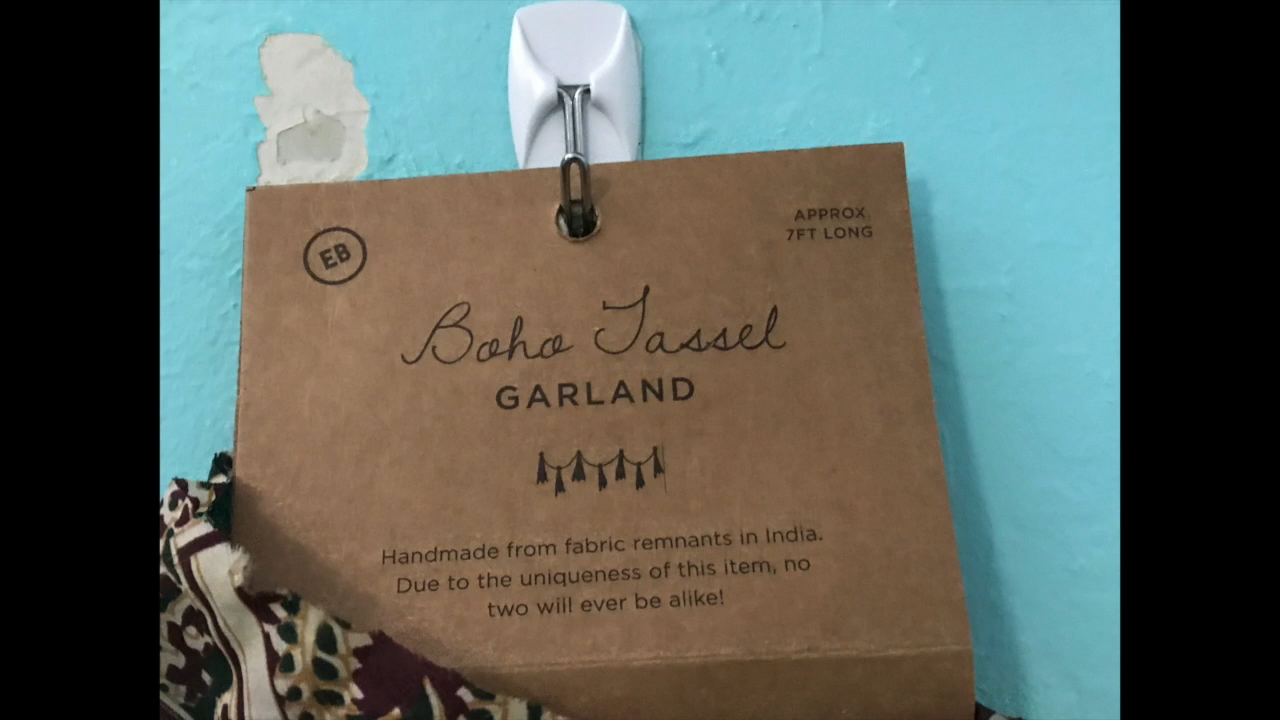 EB
APPROX.
7FT LONG
Boho Tassel
GARLAND
Handmade from fabric remnants in India.
Due to the uniqueness of this item, no
two will ever be alike!